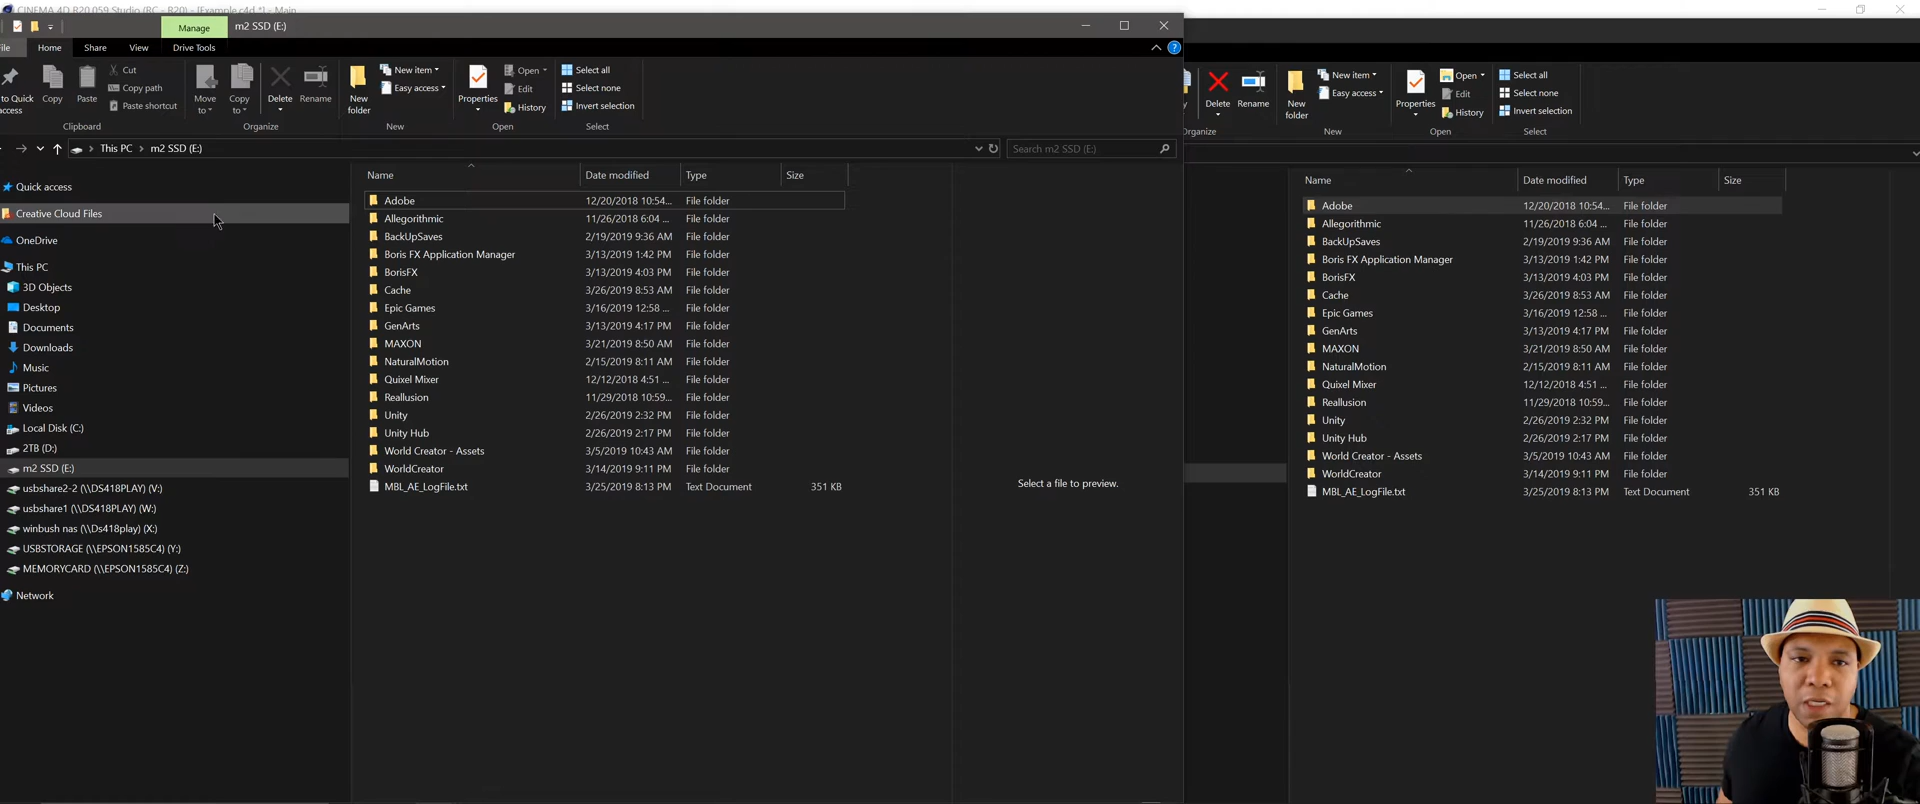 CINEMA 4D R20.059 Studio (RC - R20) - [Example.c4d *] - Main
Manage
m2 SSD (E:)
File
Home
Share
View
Drive Tools
to Quick
access
Copy
Paste
Cut
Copy path
Paste shortcut
Move
to
Copy
to
Delete
Rename
New
folder
New item
Easy access
Properties
Open
Edit
History
Select all
Select none
Invert selection
Clipboard
Organize
New
Open
Select
Delete
Rename
New
folder
New item
Easy access
Properties
Open
Edit
History
Select all
Select none
Invert selection
New
Open
Select
This PC
m2 SSD (E:)
Search m2 SSD (E:)
Quick access
Creative Cloud Files
OneDrive
This PC
3D Objects
Desktop
Documents
Downloads
Music
Pictures
Videos
Local Disk (C:)
2TB (D:)
m2 SSD (E:)
usbshare2-2 (\\DS418PLAY) (V:)
usbshare1 (\\DS418PLAY) (W:)
winbush nas (\\Ds418play) (X:)
USBSTORAGE (\\EPSON1585C4) (Y:)
MEMORYCARD (\\EPSON1585C4) (Z:)
Network
Name Date modified Type Size
Adobe 12/20/2018 10:54... File folder
Allegorithmic 11/26/2018 6:04 ... File folder
BackUpSaves 2/19/2019 9:36 AM File folder
Boris FX Application Manager 3/13/2019 1:42 PM File folder
BorisFX 3/13/2019 4:03 PM File folder
Cache 3/26/2019 8:53 AM File folder
Epic Games 3/16/2019 12:58 ... File folder
GenArts 3/13/2019 4:17 PM File folder
MAXON 3/21/2019 8:50 AM File folder
NaturalMotion 2/15/2019 8:11 AM File folder
Quixel Mixer 12/12/2018 4:51 ... File folder
Reallusion 11/29/2018 10:59... File folder
Unity 2/26/2019 2:32 PM File folder
Unity Hub 2/26/2019 2:17 PM File folder
World Creator - Assets 3/5/2019 10:43 AM File folder
WorldCreator 3/14/2019 9:11 PM File folder
MBL_AE_LogFile.txt 3/25/2019 8:13 PM Text Document 351 KB
Select a file to preview.
Name Date modified Type Size
Adobe 12/20/2018 10:54... File folder
Allegorithmic 11/26/2018 6:04 ... File folder
BackUpSaves 2/19/2019 9:36 AM File folder
Boris FX Application Manager 3/13/2019 1:42 PM File folder
BorisFX 3/13/2019 4:03 PM File folder
Cache 3/26/2019 8:53 AM File folder
Epic Games 3/16/2019 12:58 ... File folder
GenArts 3/13/2019 4:17 PM File folder
MAXON 3/21/2019 8:50 AM File folder
NaturalMotion 2/15/2019 8:11 AM File folder
Quixel Mixer 12/12/2018 4:51 ... File folder
Reallusion 11/29/2018 10:59... File folder
Unity 2/26/2019 2:32 PM File folder
Unity Hub 2/26/2019 2:17 PM File folder
World Creator - Assets 3/5/2019 10:43 AM File folder
WorldCreator 3/14/2019 9:11 PM File folder
MBL_AE_LogFile.txt 3/25/2019 8:13 PM Text Document 351 KB